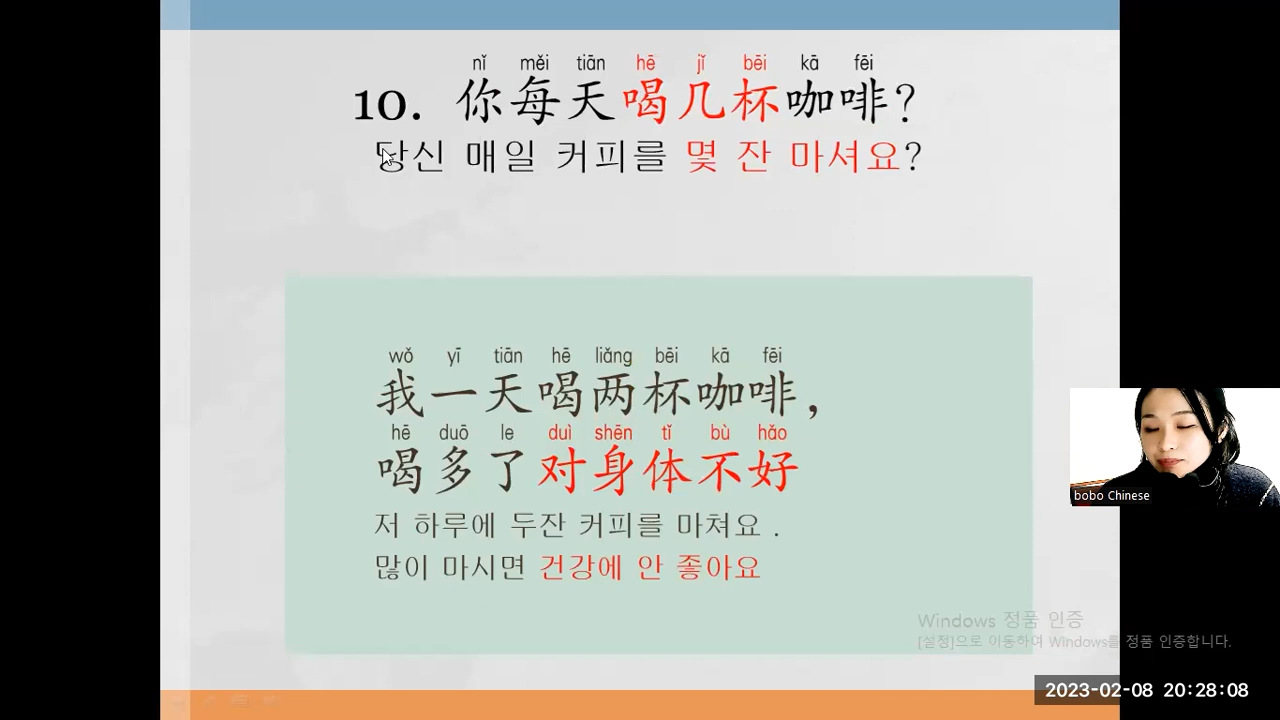 nǐ měi tiān hē jǐ bēi kā fēi
10. 你每天喝几杯咖啡?
당신 매일 커피를 몇 잔 마셔요?
wǒ yī tiān hē liǎng bēi kā fēi
我一天喝两杯咖啡,
hē duō le duì shēn tǐ bù hǎo
喝多了对身体不好
저 하루에 두잔 커피를 마쳐요 .
많이 마시면 건강에 안 좋아요
bobo Chinese
Windows 정품 인증
[설정]으로 이동하여 Windows를 정품 인증합니다.
2023-02-08 20:28:08